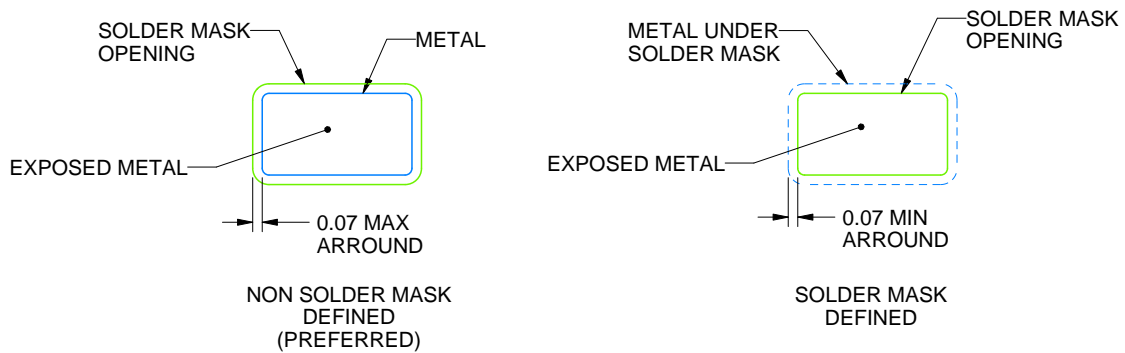 SOLDER MASK
OPENING
METAL
EXPOSED METAL
0.07 MAX
ARROUND
NON SOLDER MASK
DEFINED
(PREFERRED)
METAL UNDER
SOLDER MASK
SOLDER MASK
OPENING
EXPOSED METAL
0.07 MIN
ARROUND
SOLDER MASK
DEFINED